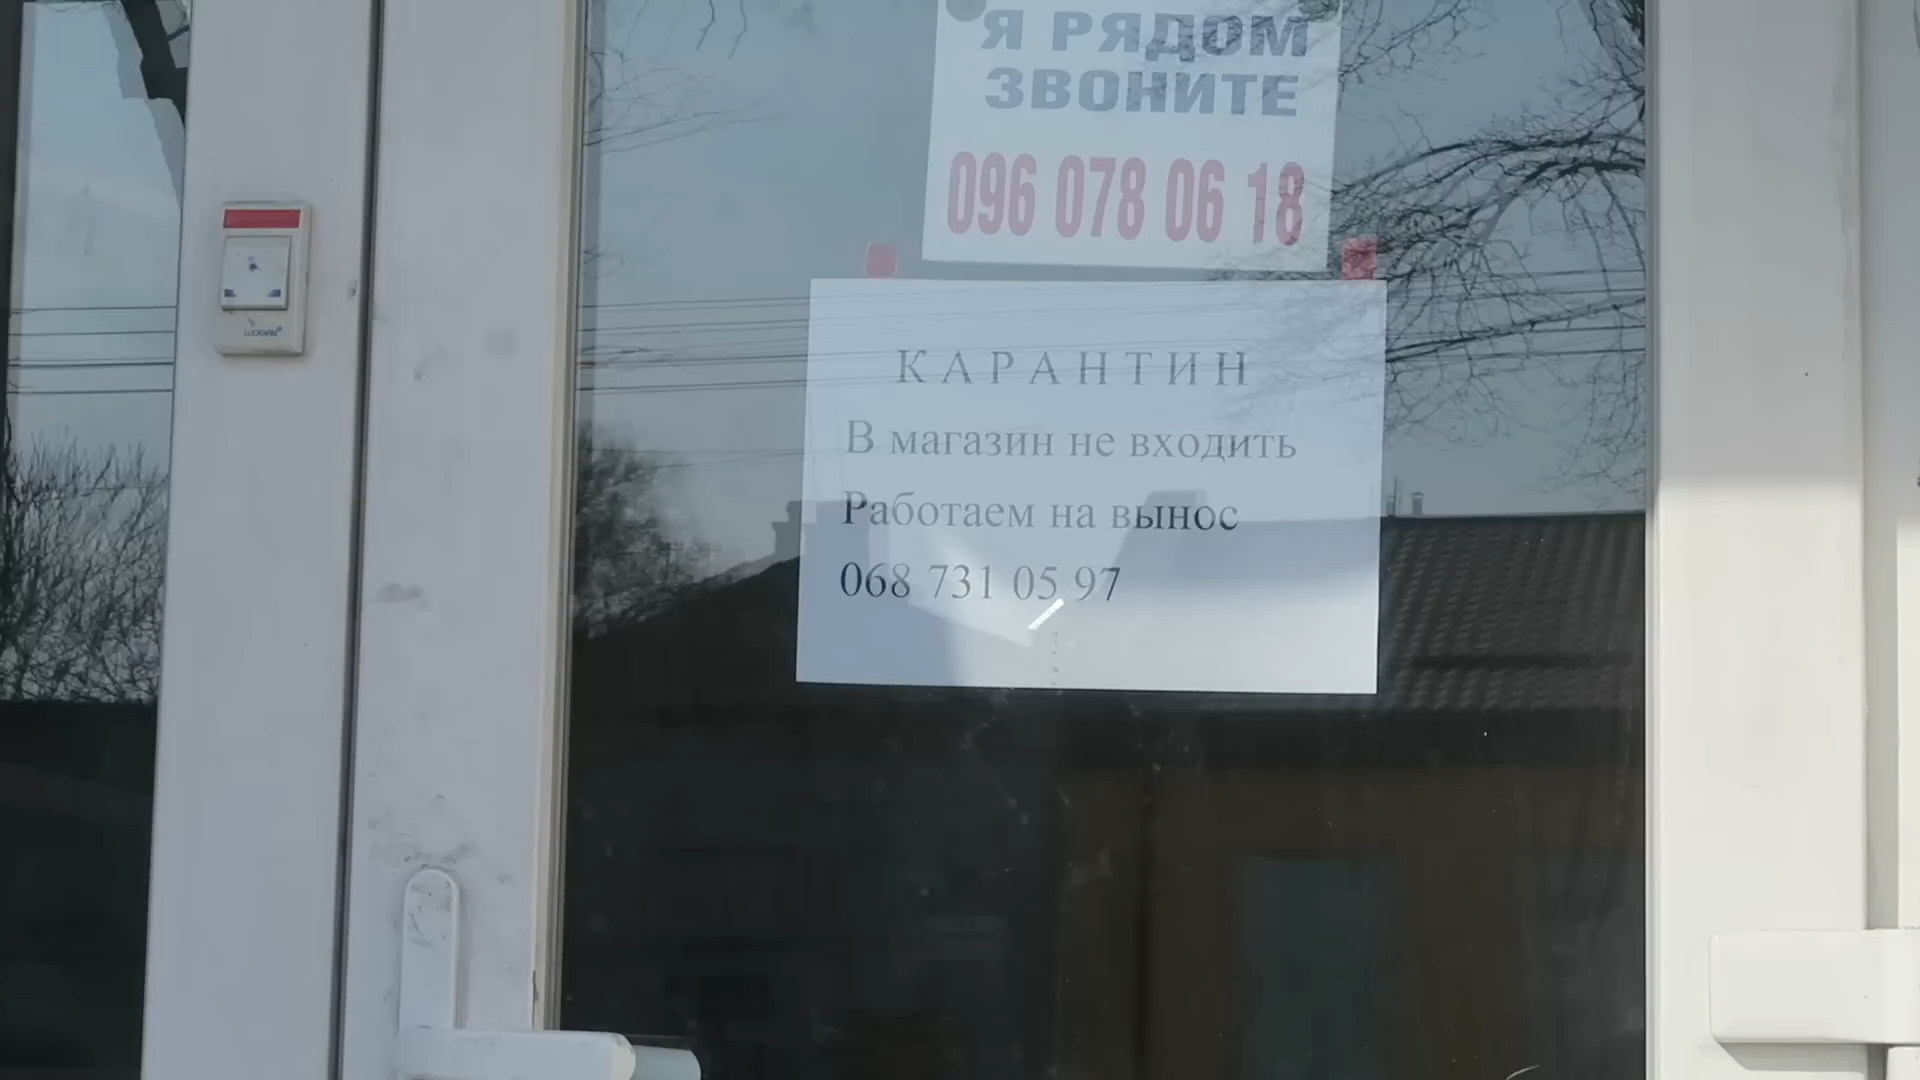 Я РЯДОМ
ЗВОНИТЕ
096 078 06 18
КАРАНТИН
В магазин не входить
Работаем на вынос
068 731 05 97